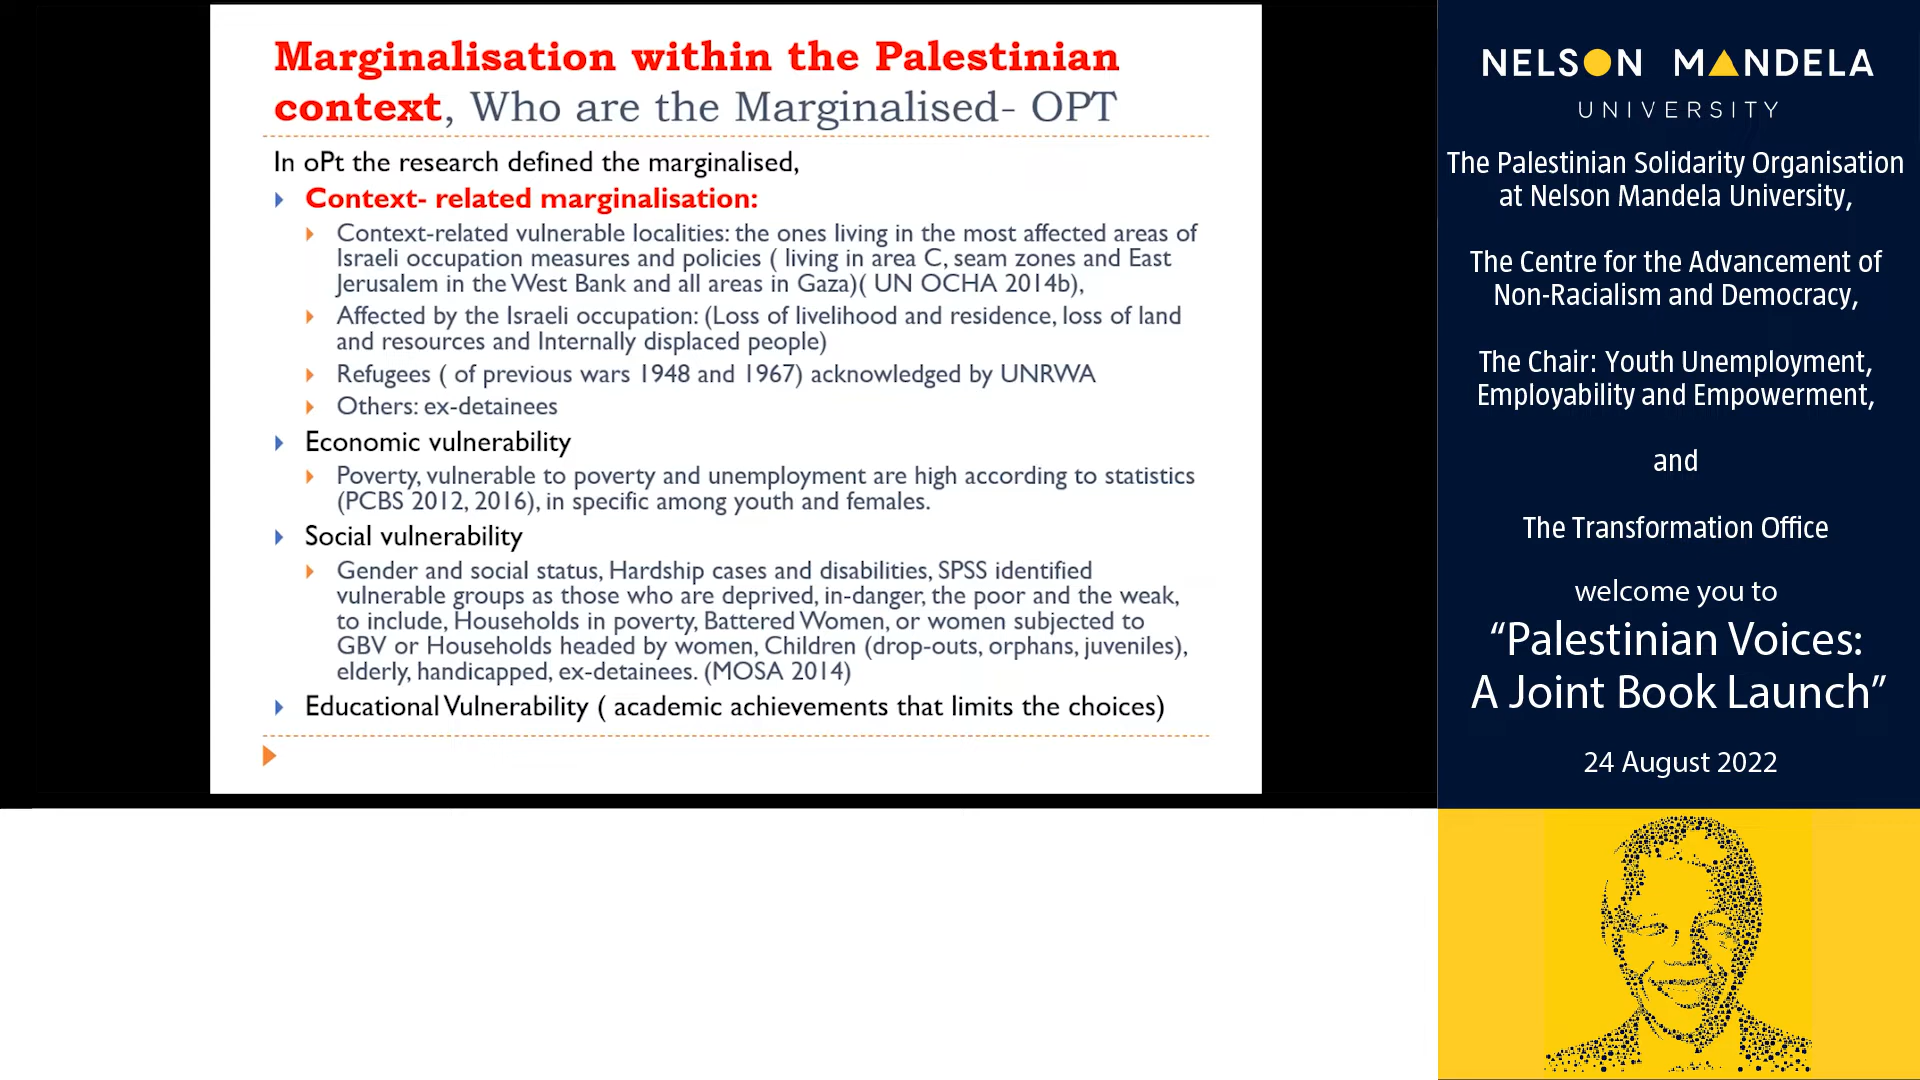 Marginalisation within the Palestinian
context, Who are the Marginalised- OPT
In oPt the research defined the marginalised,
Context- related marginalisation:
Context-related vulnerable localities: the ones living in the most affected areas of
Israeli occupation measures and policies ( living in area C, seam zones and East
Jerusalem in the West Bank and all areas in Gaza)( UN OCHA 2014b),
Affected by the Israeli occupation: (Loss of livelihood and residence, loss of land
and resources and Internally displaced people)
Refugees ( of previous wars 1948 and 1967) acknowledged by UNRWA
Others: ex-detainees
Economic vulnerability
Poverty, vulnerable to poverty and unemployment are high according to statistics
(PCBS 2012, 2016), in specific among youth and females.
Social vulnerability
Gender and social status, Hardship cases and disabilities, SPSS identified
vulnerable groups as those who are deprived, in-danger, the poor and the weak,
to include, Households in poverty, Battered Women, or women subjected to
GBV or Households headed by women, Children (drop-outs, orphans, juveniles),
elderly, handicapped, ex-detainees. (MOSA 2014)
Educational Vulnerability ( academic achievements that limits the choices)
NELSON MANDELA
UNIVERSITY
The Palestinian Solidarity Organisation
at Nelson Mandela University,
The Centre for the Advancement of
Non-Racialism and Democracy,
The Chair: Youth Unemployment,
Employability and Empowerment,
and
The Transformation Office
welcome you to
“Palestinian Voices:
A Joint Book Launch”
24 August 2022